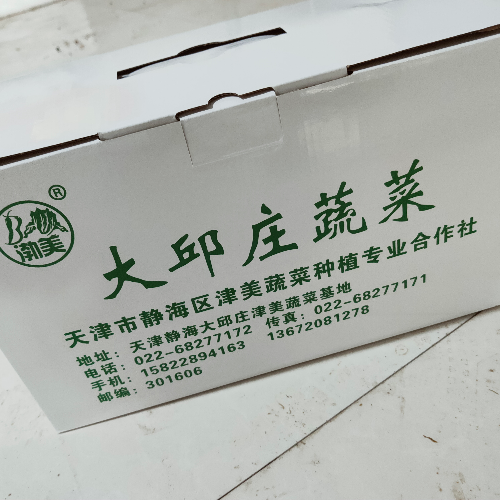 渤美®
大邱庄蔬菜
天津市静海区津美蔬菜种植专业合作社
地址：天津静海大邱庄津美蔬菜基地
电话：022-68277172 传真：022-68277171
手机：15822894163 13672081278
邮编：301606